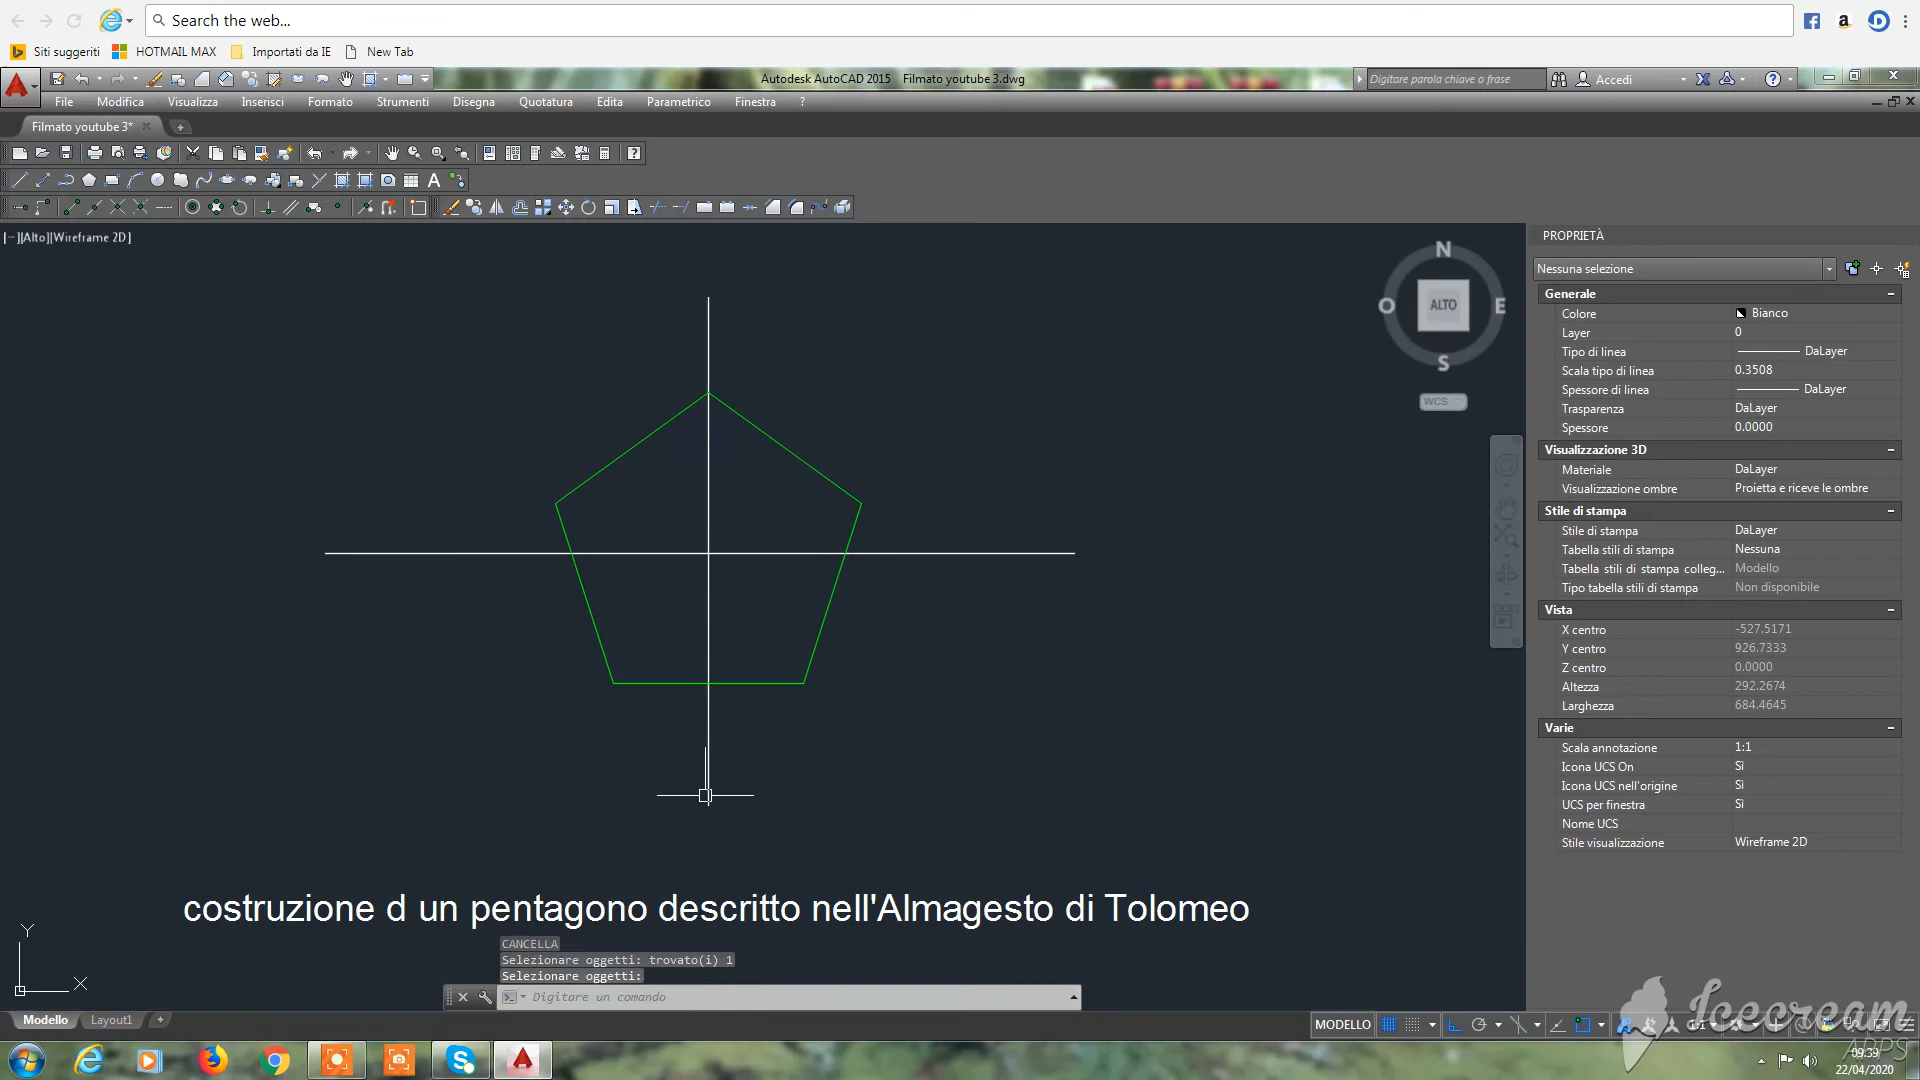 Search the web...
Siti suggeriti HOTMAIL MAX Importati da IE New Tab
Autodesk AutoCAD 2015 Filmato youtube 3.dwg
Digitare parola chiave o frase
Accedi
File Modifica Visualizza Inserisci Formato Strumenti Disegna Quotatura Edita Parametrico Finestra ?
Filmato youtube 3*
[−][Alto][Wireframe 2D]
N
O ALTO E
S
WCS
PROPRIETÀ
Nessuna selezione
Generale
Colore Bianco
Layer 0
Tipo di linea DaLayer
Scala tipo di linea 0.3508
Spessore di linea DaLayer
Trasparenza DaLayer
Spessore 0.0000
Visualizzazione 3D
Materiale DaLayer
Visualizzazione ombre Proietta e riceve le ombre
Stile di stampa
Stile di stampa DaLayer
Tabella stili di stampa Nessuna
Tabella stili di stampa colleg... Modello
Tipo tabella stili di stampa Non disponibile
Vista
X centro -527.5171
Y centro 926.7333
Z centro 0.0000
Altezza 292.2674
Larghezza 684.4645
Varie
Scala annotazione 1:1
Icona UCS On Sì
Icona UCS nell'origine Sì
UCS per finestra Sì
Nome UCS
Stile visualizzazione Wireframe 2D
costruzione d un pentagono descritto nell'Almagesto di Tolomeo
Y
X
CANCELLA
Selezionare oggetti: trovato(i) 1
Selezionare oggetti:
Digitare un comando
Modello Layout1
MODELLO
1:1
Icecream
APPS
09:39
22/04/2020